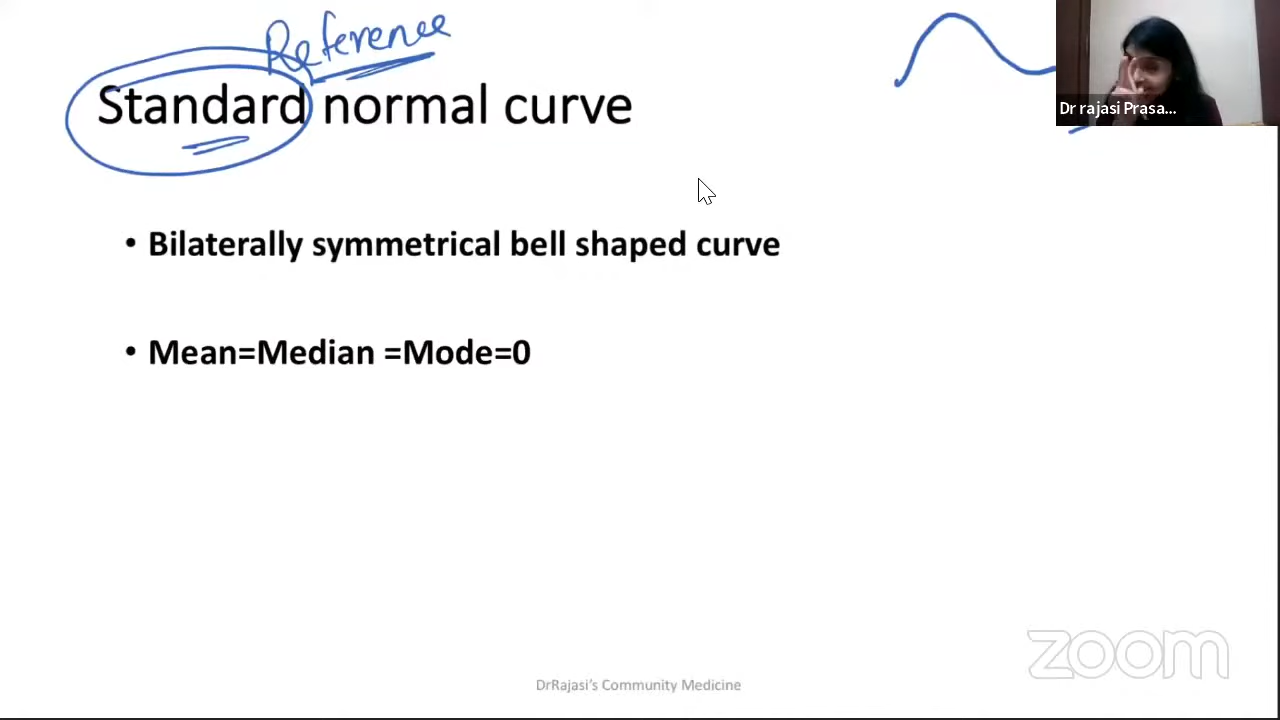 Reference
Standard normal curve
Dr rajasi Prasa...
• Bilaterally symmetrical bell shaped curve
• Mean=Median =Mode=0
zoom
DrRajasi's Community Medicine